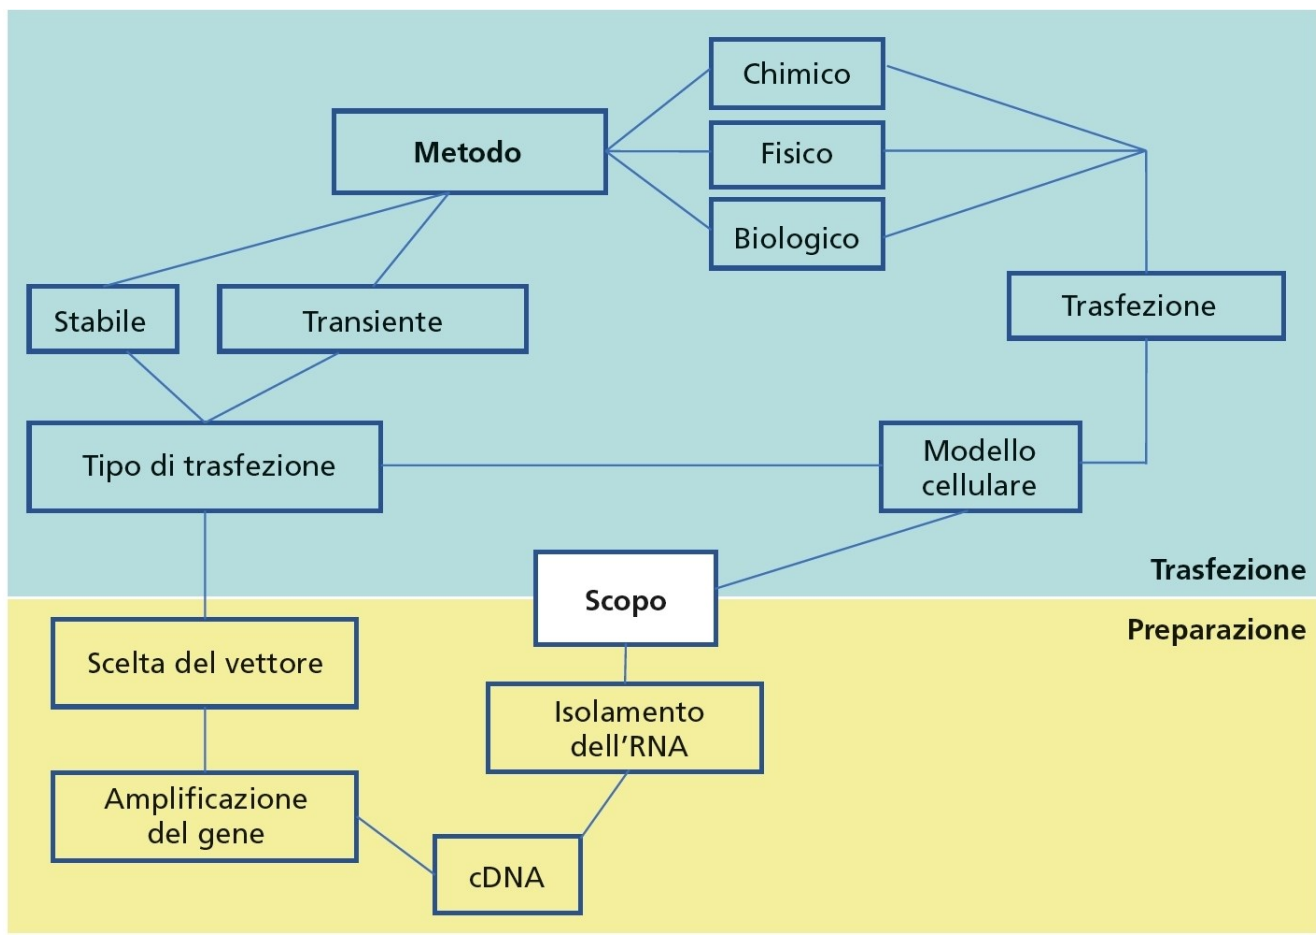 Chimico
Metodo
Fisico
Biologico
Stabile
Transiente
Trasfezione
Tipo di trasfezione
Modello
cellulare
Trasfezione
Scopo
Preparazione
Scelta del vettore
Isolamento
dell'RNA
Amplificazione
del gene
cDNA